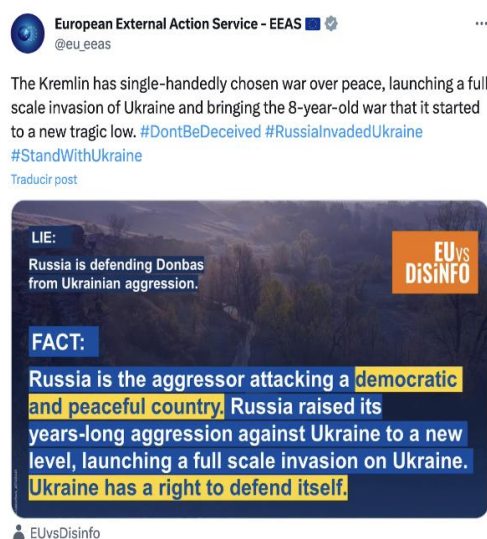 European External Action Service - EEAS
@eu_eeas
The Kremlin has single-handedly chosen war over peace, launching a full
scale invasion of Ukraine and bringing the 8-year-old war that it started
to a new tragic low. #DontBeDeceived #RussiaInvadedUkraine
#StandWithUkraine
Traducir post
LIE:
Russia is defending Donbas
from Ukrainian aggression.
EUvs
DiSiNFO
FACT:
Russia is the aggressor attacking a democratic
and peaceful country. Russia raised its
years-long aggression against Ukraine to a new
level, launching a full scale invasion on Ukraine.
Ukraine has a right to defend itself.
EUvsDisinfo